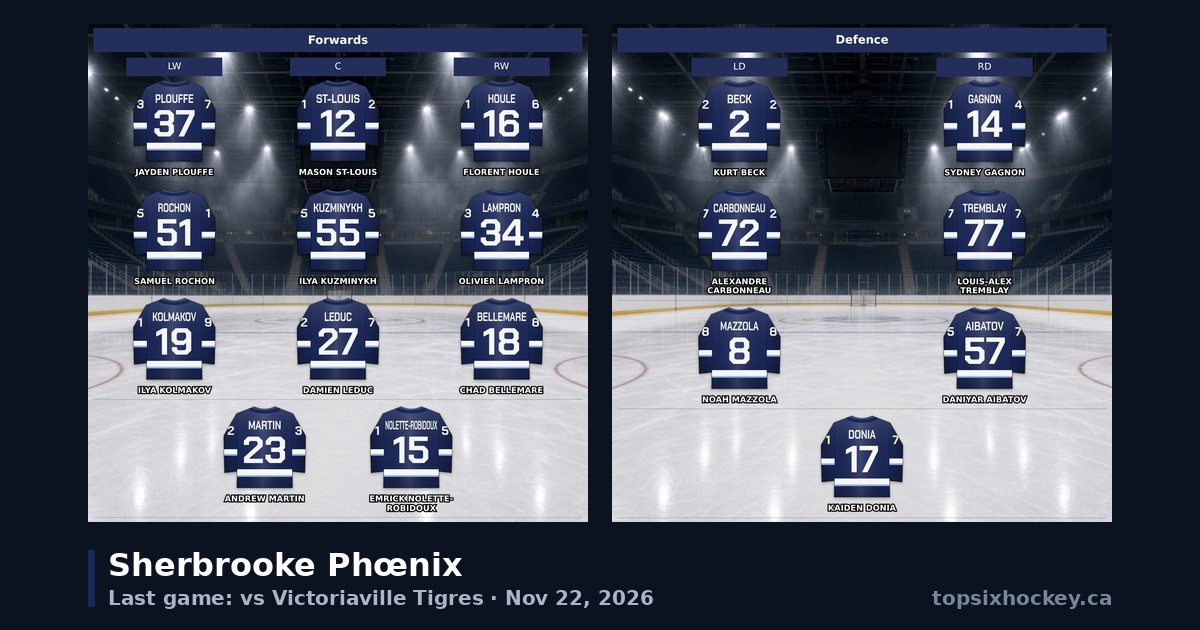 Forwards
LW
C
RW
PLOUFFE
3 37 7
JAYDEN PLOUFFE
ST-LOUIS
1 12 2
MASON ST-LOUIS
HOULE
1 16 6
FLORENT HOULE
ROCHON
5 51 1
SAMUEL ROCHON
KUZMINYKH
5 55 5
ILYA KUZMINYKH
LAMPRON
3 34 4
OLIVIER LAMPRON
KOLMAKOV
1 19 9
ILYA KOLMAKOV
LEDUC
2 27 7
DAMIEN LEDUC
BELLEMARE
1 18 8
CHAD BELLEMARE
MARTIN
2 23 3
ANDREW MARTIN
NOLETTE-ROBIDOUX
1 15 5
EMRICK NOLETTE-
ROBIDOUX
Defence
LD
RD
BECK
2 2 2
KURT BECK
GAGNON
1 14 4
SYDNEY GAGNON
CARBONNEAU
7 72 2
ALEXANDRE
CARBONNEAU
TREMBLAY
7 77 7
LOUIS-ALEX
TREMBLAY
MAZZOLA
8 8 8
NOAH MAZZOLA
AIBATOV
5 57 7
DANIYAR AIBATOV
DONIA
1 17 7
KAIDEN DONIA
Sherbrooke Phœnix
Last game: vs Victoriaville Tigres · Nov 22, 2026
topsixhockey.ca